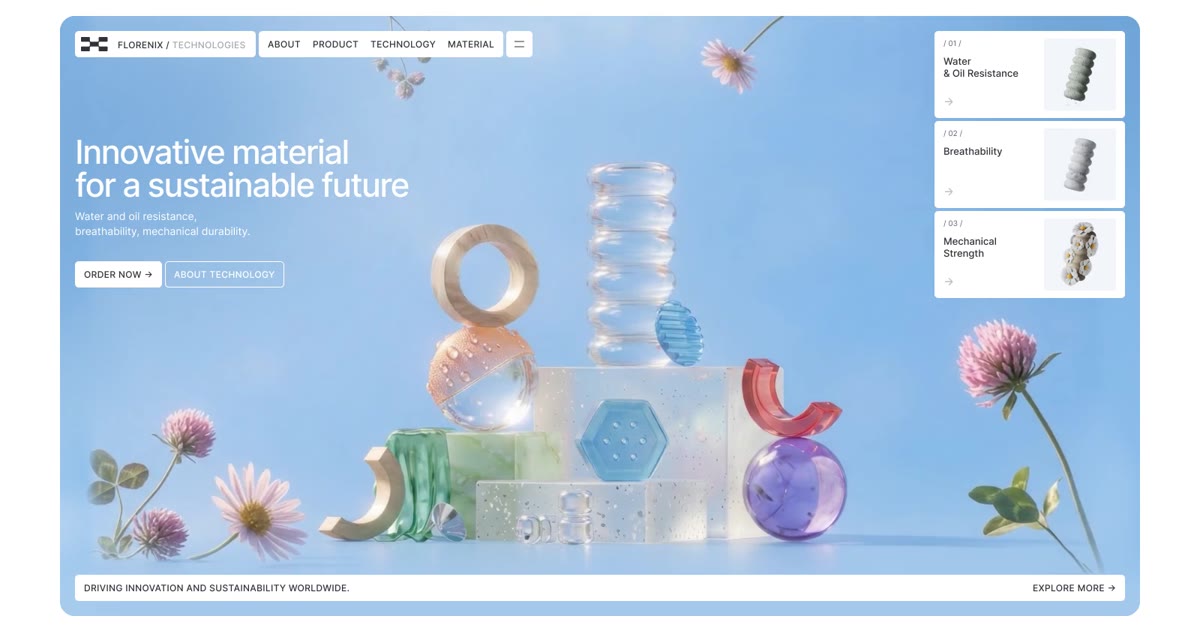 FLORENIX / TECHNOLOGIES
ABOUT PRODUCT TECHNOLOGY MATERIAL
Innovative material
for a sustainable future
Water and oil resistance,
breathability, mechanical durability.
ORDER NOW →
ABOUT TECHNOLOGY
/ 01 /
Water
& Oil Resistance
→
/ 02 /
Breathability
→
/ 03 /
Mechanical
Strength
→
DRIVING INNOVATION AND SUSTAINABILITY WORLDWIDE.
EXPLORE MORE →